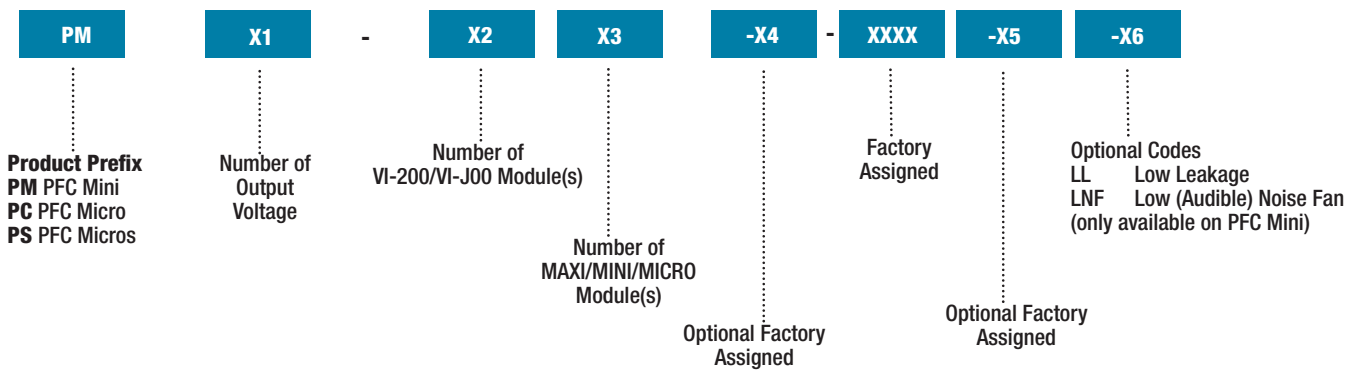 PM X1 - X2 X3 -X4 - XXXX -X5 -X6
Product Prefix
PM PFC Mini
PC PFC Micro
PS PFC Micros
Number of
Output
Voltage
Number of
VI-200/VI-J00 Module(s)
Number of
MAXI/MINI/MICRO
Module(s)
Optional Factory
Assigned
Factory
Assigned
Optional Factory
Assigned
Optional Codes
LL Low Leakage
LNF Low (Audible) Noise Fan
(only available on PFC Mini)